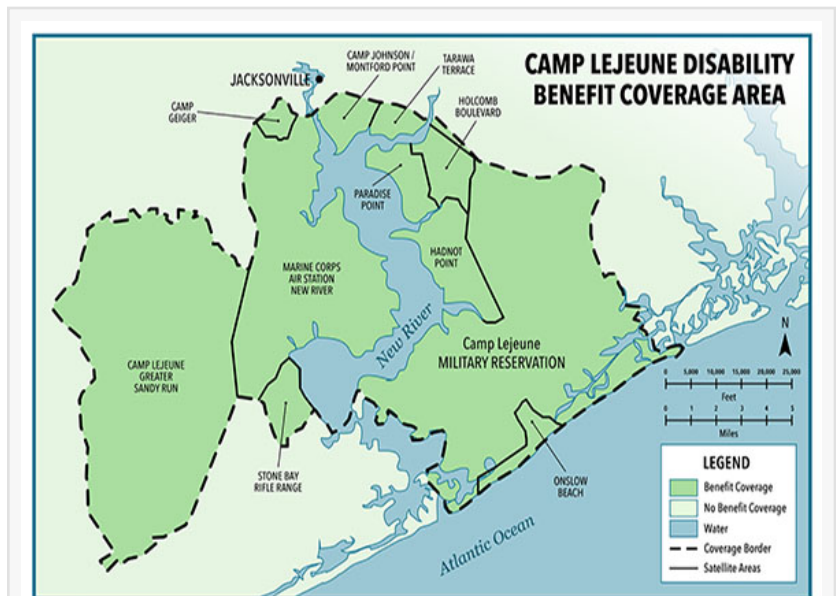 CAMP LEJEUNE DISABILITY
BENEFIT COVERAGE AREA
JACKSONVILLE
CAMP JOHNSON /
MONTFORD POINT
TARAWA
TERRACE
HOLCOMB
BOULEVARD
CAMP
GEIGER
PARADISE
POINT
HADNOT
POINT
MARINE CORPS
AIR STATION
NEW RIVER
New River
Camp Lejeune
MILITARY RESERVATION
CAMP LEJEUNE
GREATER
SANDY RUN
STONE BAY
RIFLE RANGE
ONSLOW
BEACH
Atlantic Ocean
N
0 5,000 10,000 15,000 20,000 25,000
Feet
0 1 2 3 4 5
Miles
LEGEND
Benefit Coverage
No Benefit Coverage
Water
Coverage Border
Satellite Areas